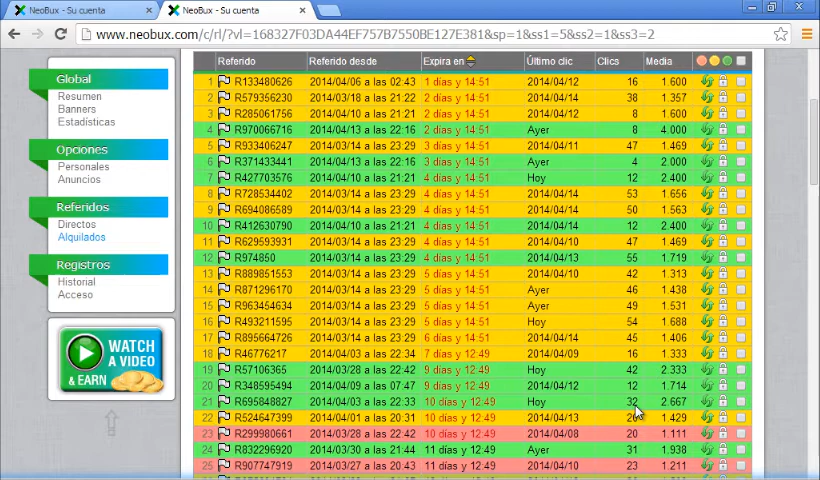 NeoBux - Su cuenta × NeoBux - Su cuenta ×
www.neobux.com/c/rl/?vl=168327F03DA44EF757B7550BE127E381&sp=1&ss1=5&ss2=1&ss3=2
Global
Resumen
Banners
Estadísticas
Opciones
Personales
Anuncios
Referidos
Directos
Alquilados
Registros
Historial
Acceso
WATCH
A VIDEO
& EARN
Referido Referido desde Expira en Último clic Clics Media
1 R133480626 2014/04/06 a las 02:43 1 días y 14:51 2014/04/12 16 1.600
2 R579356230 2014/03/18 a las 21:22 2 días y 14:51 2014/04/14 38 1.357
3 R285061756 2014/04/10 a las 21:21 2 días y 14:51 2014/04/12 8 1.600
4 R970066716 2014/04/13 a las 22:16 2 días y 14:51 Ayer 8 4.000
5 R933406247 2014/03/14 a las 23:29 3 días y 14:51 2014/04/11 47 1.469
6 R371433441 2014/04/13 a las 22:16 3 días y 14:51 Ayer 4 2.000
7 R427703576 2014/04/10 a las 21:21 4 días y 14:51 Hoy 12 2.400
8 R728534402 2014/03/14 a las 23:29 4 días y 14:51 2014/04/14 53 1.656
9 R694086589 2014/03/14 a las 23:29 4 días y 14:51 2014/04/14 50 1.563
10 R412630790 2014/04/10 a las 21:21 4 días y 14:51 2014/04/14 12 2.400
11 R629593931 2014/03/14 a las 23:29 4 días y 14:51 2014/04/10 47 1.469
12 R974850 2014/03/14 a las 23:29 4 días y 14:51 2014/04/13 55 1.719
13 R889851553 2014/03/14 a las 23:29 5 días y 14:51 2014/04/10 42 1.313
14 R871296170 2014/03/14 a las 23:29 5 días y 14:51 Ayer 46 1.438
15 R963454634 2014/03/14 a las 23:29 5 días y 14:51 Ayer 49 1.531
16 R493211595 2014/03/14 a las 23:29 5 días y 14:51 Hoy 54 1.688
17 R895664726 2014/03/14 a las 23:29 6 días y 14:51 2014/04/14 45 1.406
18 R46776217 2014/04/03 a las 22:34 7 días y 12:49 2014/04/09 16 1.333
19 R57106365 2014/03/28 a las 22:42 9 días y 12:49 Hoy 42 2.333
20 R348595494 2014/04/09 a las 07:47 9 días y 12:49 2014/04/12 12 1.714
21 R695848827 2014/04/03 a las 22:33 10 días y 12:49 Hoy 32 2.667
22 R524647399 2014/04/01 a las 20:31 10 días y 12:49 2014/04/13 1.429
23 R299980661 2014/03/28 a las 22:42 10 días y 12:49 2014/04/08 20 1.111
24 R832296920 2014/03/30 a las 21:44 11 días y 12:49 Ayer 31 1.938
25 R907747919 2014/03/27 a las 20:43 11 días y 12:49 2014/04/10 23 1.211